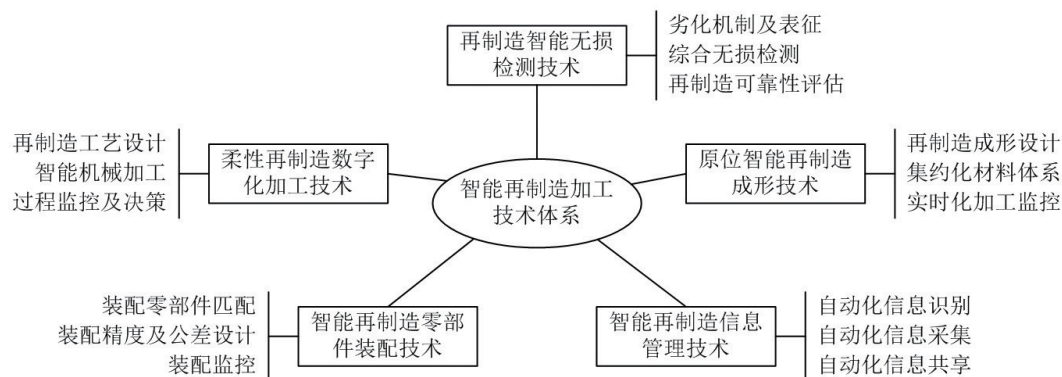 再制造智能无损
检测技术
劣化机制及表征
综合无损检测
再制造可靠性评估
再制造工艺设计
智能机械加工
过程监控及决策
柔性再制造数字
化加工技术
智能再制造加工
技术体系
原位智能再制造
成形技术
再制造成形设计
集约化材料体系
实时化加工监控
装配零部件匹配
装配精度及公差设计
装配监控
智能再制造零部
件装配技术
智能再制造信息
管理技术
自动化信息识别
自动化信息采集
自动化信息共享